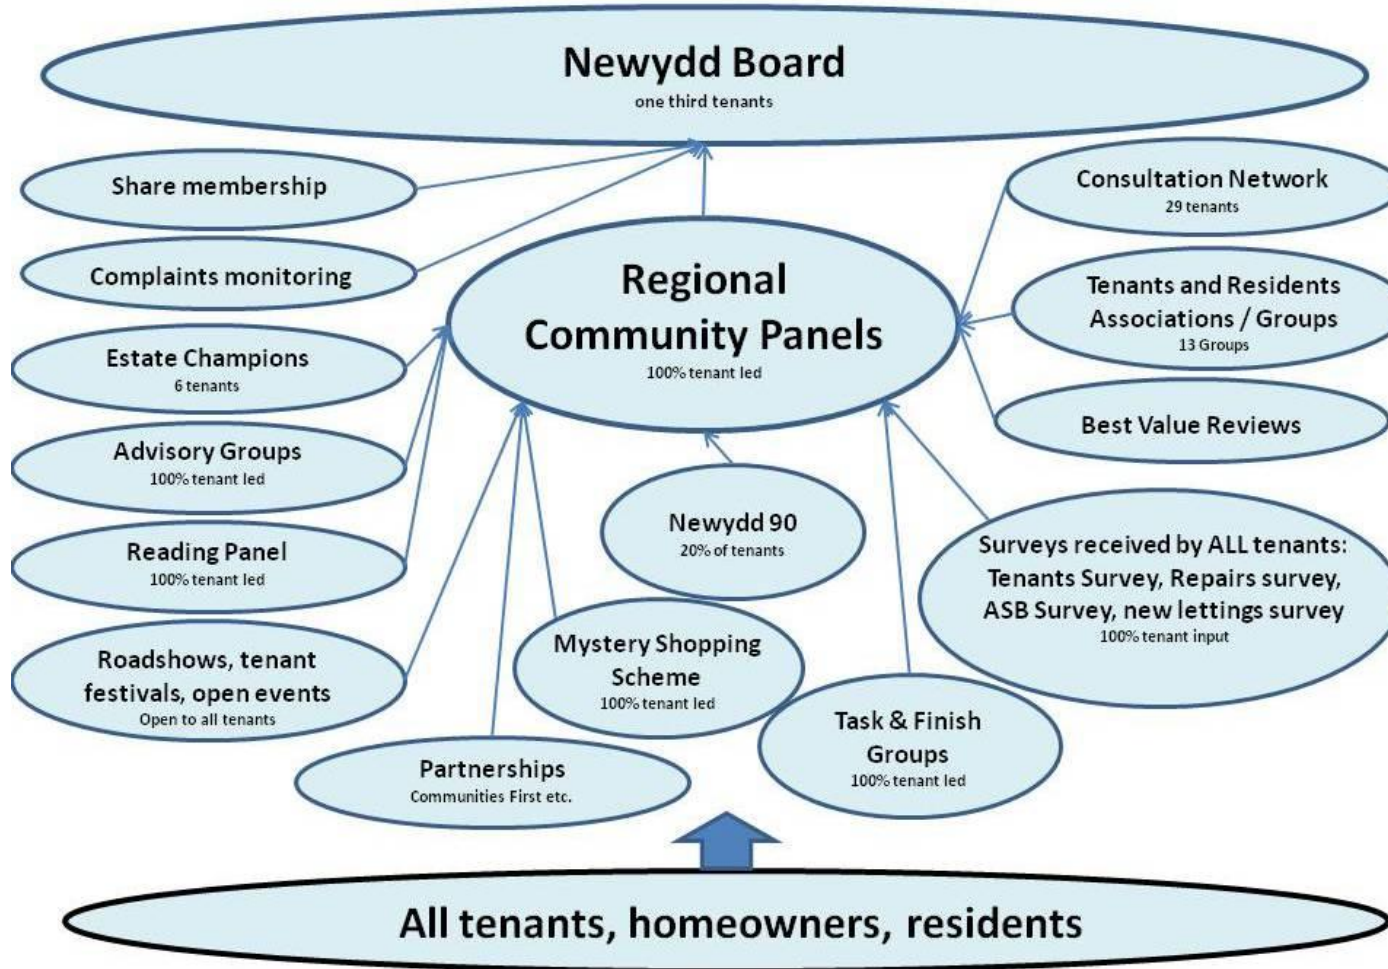 Newydd Board
one third tenants
Share membership
Complaints monitoring
Estate Champions
6 tenants
Advisory Groups
100% tenant led
Reading Panel
100% tenant led
Roadshows, tenant
festivals, open events
Open to all tenants
Regional
Community Panels
100% tenant led
Consultation Network
29 tenants
Tenants and Residents
Associations / Groups
13 Groups
Best Value Reviews
Newydd 90
20% of tenants
Surveys received by ALL tenants:
Tenants Survey, Repairs survey,
ASB Survey, new lettings survey
100% tenant input
Mystery Shopping
Scheme
100% tenant led
Task & Finish
Groups
100% tenant led
Partnerships
Communities First etc.
All tenants, homeowners, residents